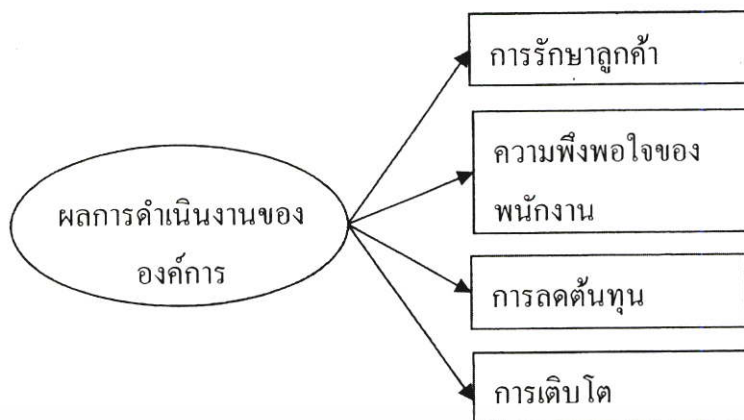 การรักษาลูกค้า
ความพึงพอใจของ
พนักงาน
ผลการดำเนินงานของ
องค์การ
การลดต้นทุน
การเติบโต